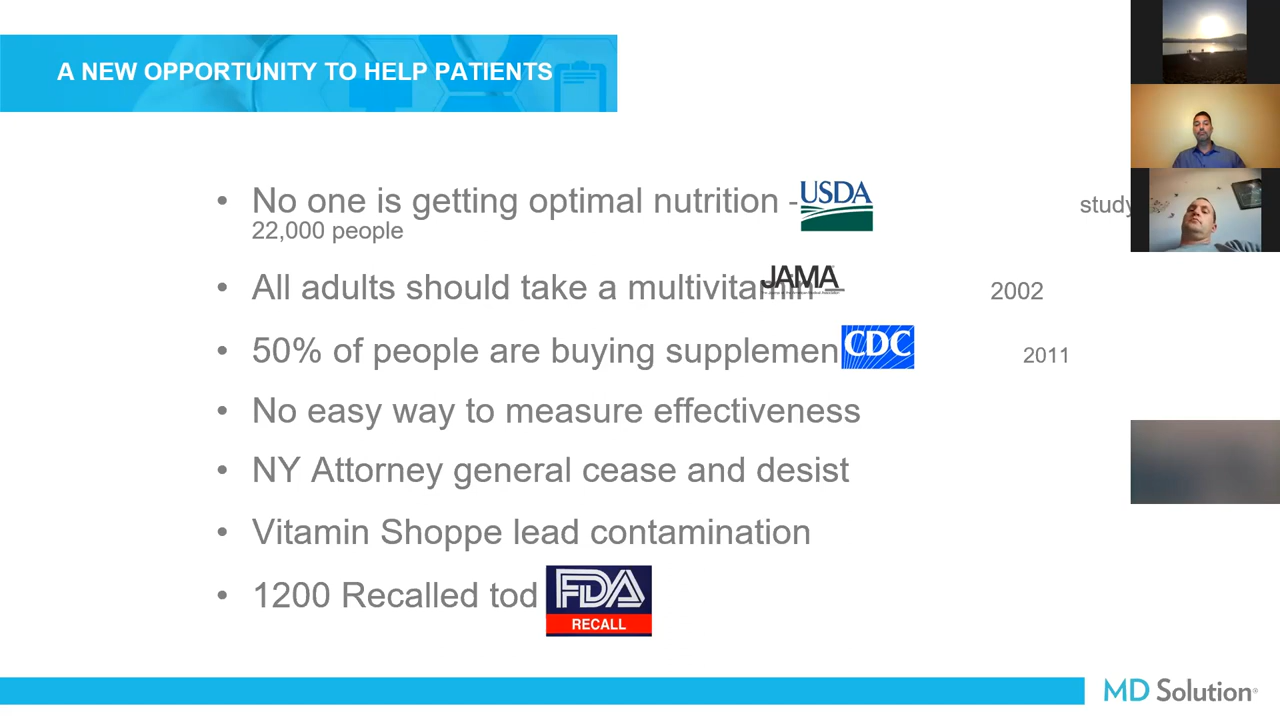 A NEW OPPORTUNITY TO HELP PATIENTS
• No one is getting optimal nutrition - USDA study
22,000 people
• All adults should take a multivitamin JAMA 2002
• 50% of people are buying supplemen CDC 2011
• No easy way to measure effectiveness
• NY Attorney general cease and desist
• Vitamin Shoppe lead contamination
• 1200 Recalled tod FDA
RECALL
MD Solution®